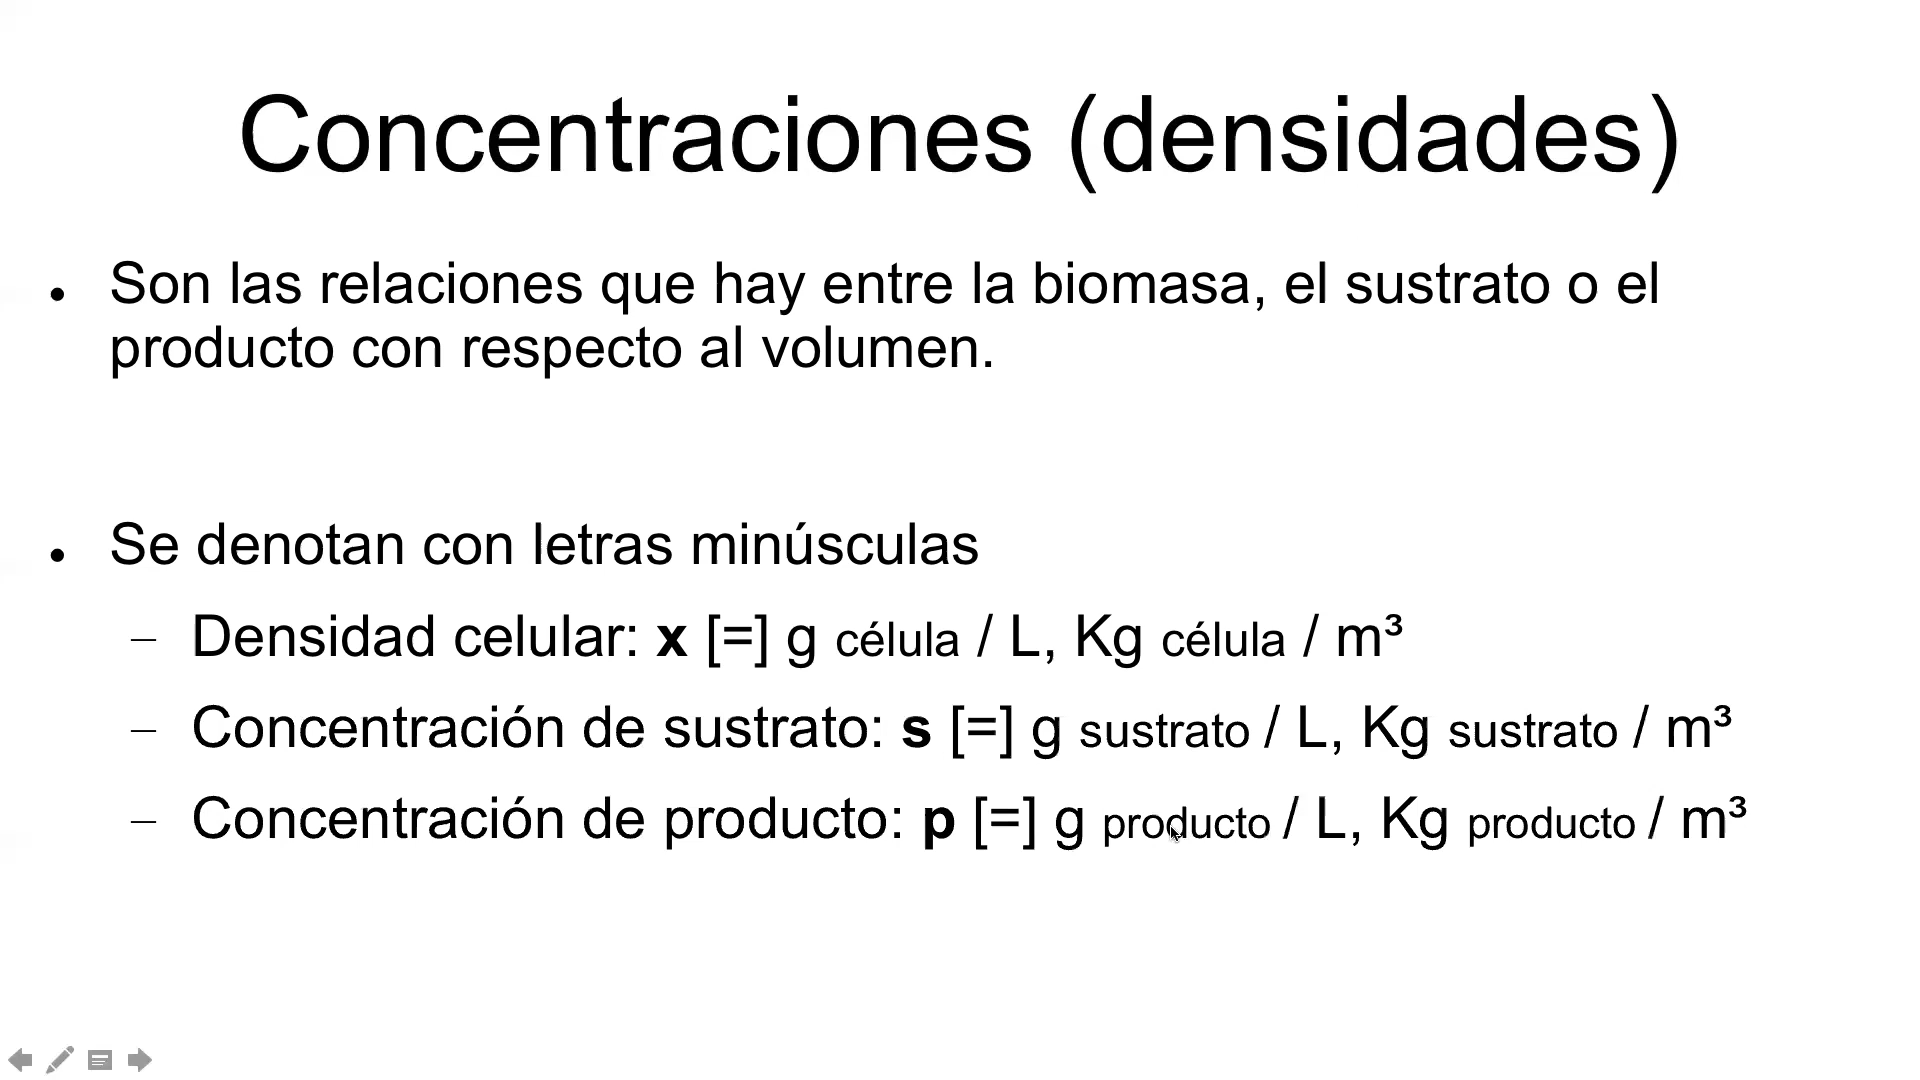 Concentraciones (densidades)
● Son las relaciones que hay entre la biomasa, el sustrato o el
producto con respecto al volumen.
● Se denotan con letras minúsculas
– Densidad celular: x [=] g célula / L, Kg célula / m³
– Concentración de sustrato: s [=] g sustrato / L, Kg sustrato / m³
– Concentración de producto: p [=] g producto / L, Kg producto / m³